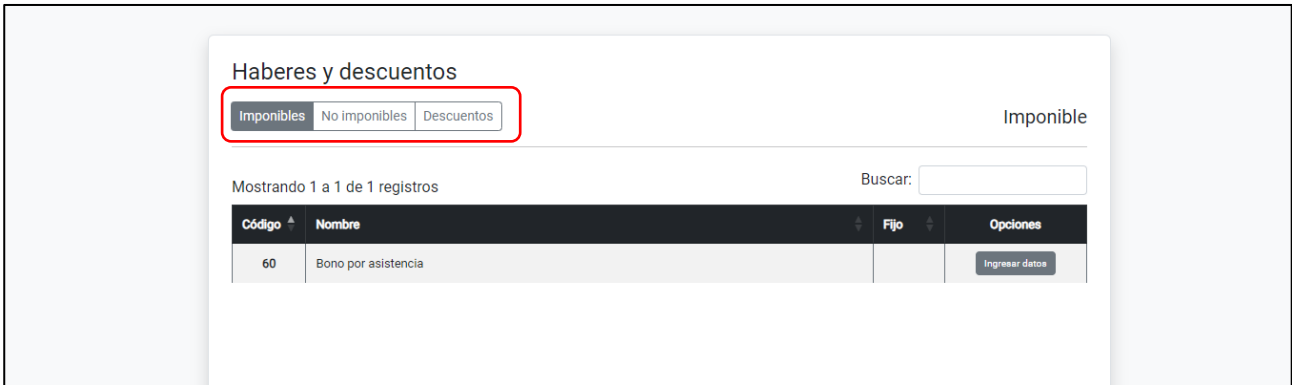 Haberes y descuentos
Imponibles No imponibles Descuentos
Imponible
Mostrando 1 a 1 de 1 registros
Buscar:
Código Nombre Fijo Opciones
60 Bono por asistencia Ingresar datos